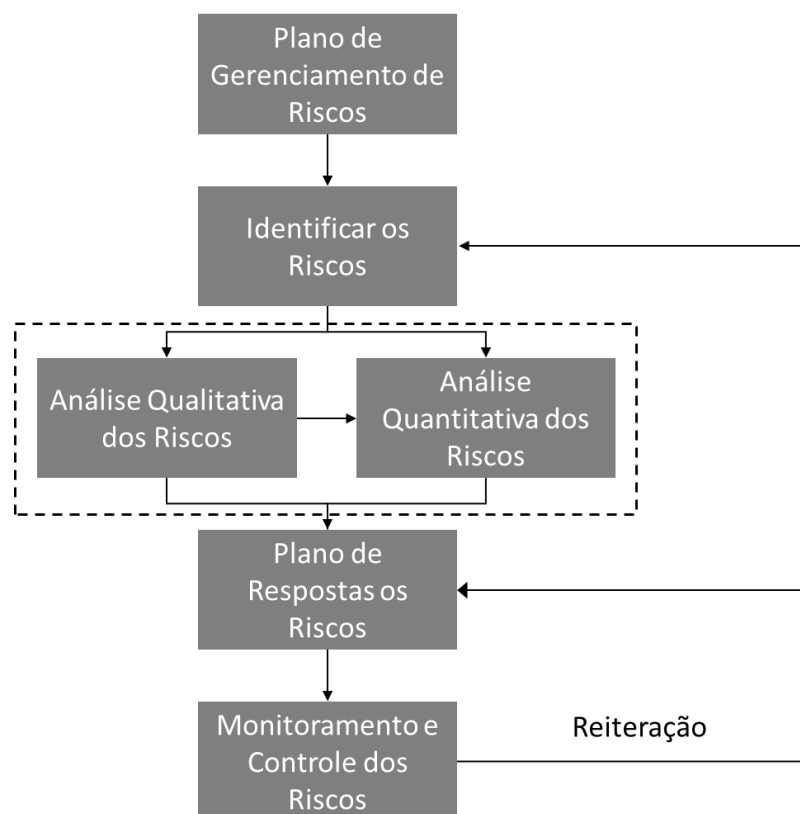 Plano de
Gerenciamento de
Riscos
Identificar os
Riscos
Análise Qualitativa
dos Riscos
Análise
Quantitativa dos
Riscos
Plano de
Respostas os
Riscos
Monitoramento e
Controle dos
Riscos
Reiteração